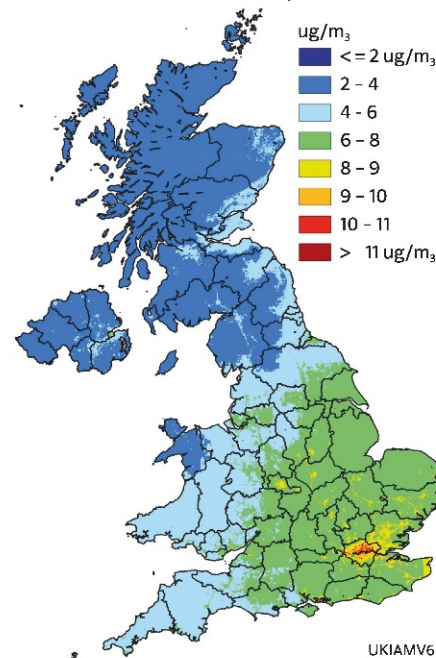 ug/m₃
<= 2 ug/m₃
2 – 4
4 – 6
6 – 8
8 – 9
9 – 10
10 – 11
> 11 ug/m₃
UKIAMV6